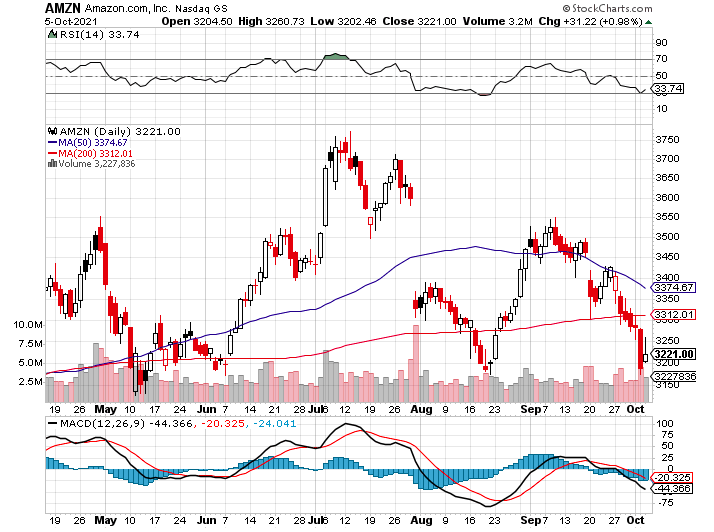 AMZN Amazon.com, Inc. Nasdaq GS © StockCharts.com
5-Oct-2021 Open 3204.50 High 3260.73 Low 3202.46 Close 3221.00 Volume 3.2M Chg +31.22 (+0.98%)
RSI(14) 33.74
90
70
50
33.74
30
10
AMZN (Daily) 3221.00
MA(50) 3374.67
MA(200) 3312.01
Volume 3,227,836
3750
3700
3650
3600
3550
3500
3450
3400
3374.67
3350
3312.01
3300
3250
3221.00
3200
3227836
3150
10.0M
7.5M
5.0M
2.5M
19 26 May 10 17 24 Jun 7 14 21 28 Jul 6 12 19 26 Aug 9 16 23 Sep 7 13 20 27 Oct
MACD(12,26,9) -44.366, -20.325, -24.041
100
75
50
25
0
-20.325
-44.366
-75
19 26 May 10 17 24 Jun 7 14 21 28 Jul 6 12 19 26 Aug 9 16 23 Sep 7 13 20 27 Oct